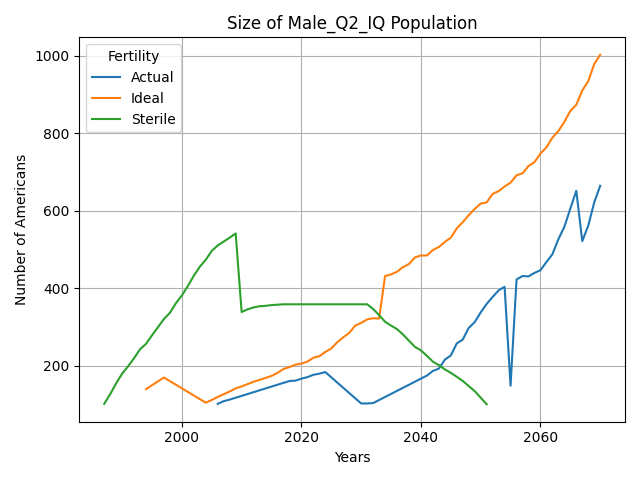 Size of Male_Q2_IQ Population
Fertility
Actual
Ideal
Sterile
Number of Americans
1000
800
600
400
200
2000
2020
2040
2060
Years